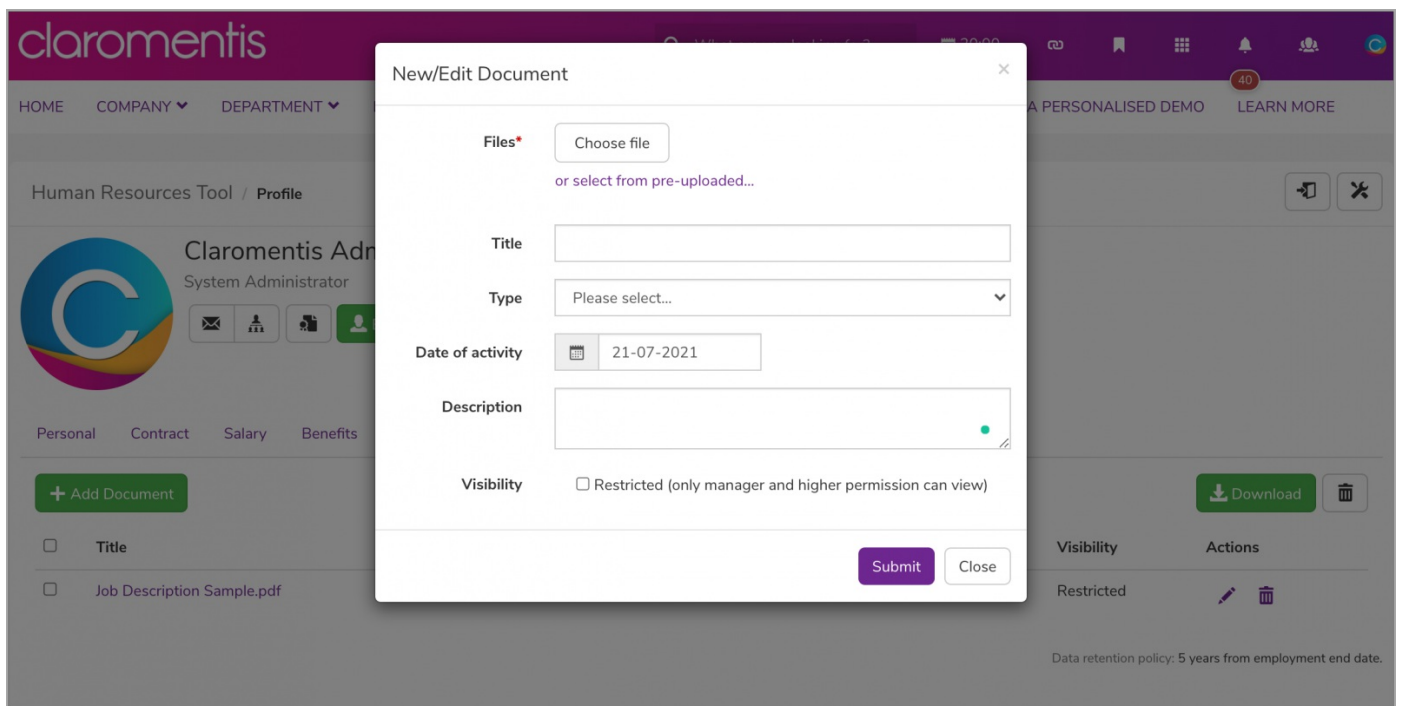 claromentis
40
HOME COMPANY DEPARTMENT A PERSONALISED DEMO LEARN MORE
Human Resources Tool / Profile
Claromentis
System Administrator
Personal Contract Salary Benefits
+ Add Document
Download
Title Visibility Actions
Job Description Sample.pdf Restricted
Data retention policy: 5 years from employment end date.
New/Edit Document ×
Files* Choose file
or select from pre-uploaded...
Title
Type Please select...
Date of activity 21-07-2021
Description
Visibility Restricted (only manager and higher permission can view)
Submit Close